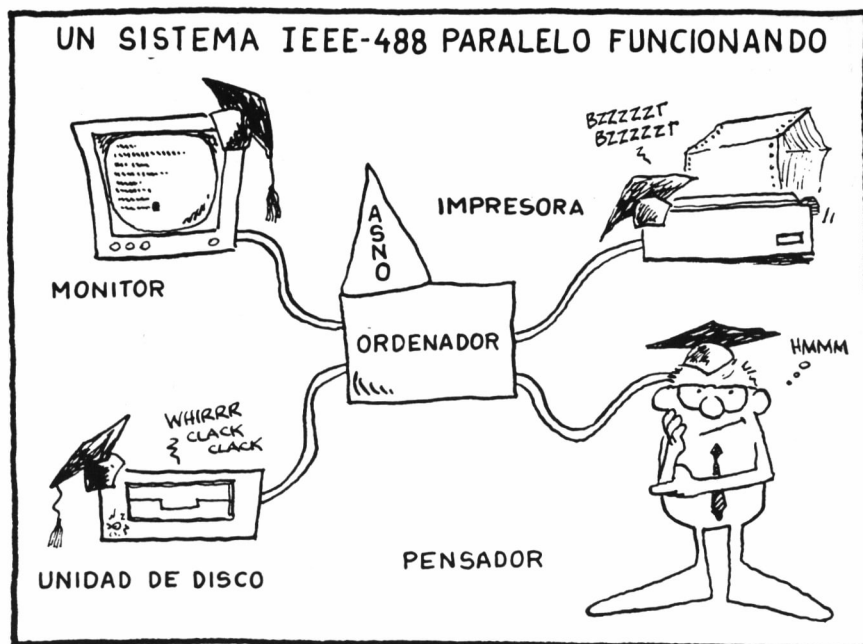 UN SISTEMA IEEE-488 PARALELO FUNCIONANDO
BZZZZZT
BZZZZZT
ASNO
IMPRESORA
MONITOR
ORDENADOR
HMMM
WHIRRR
CLACK
CLACK
PENSADOR
UNIDAD DE DISCO